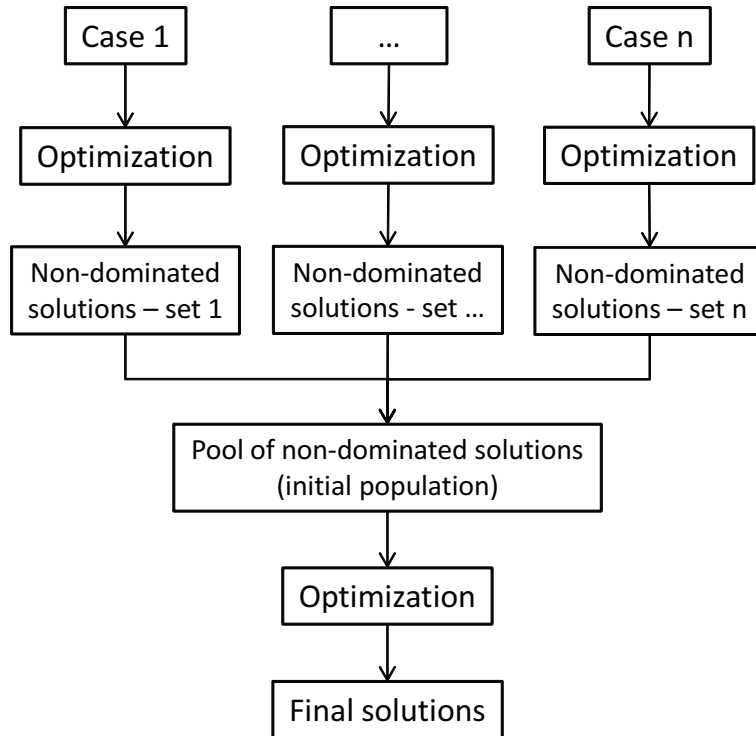 Case 1
...
Case n
Optimization
Optimization
Optimization
Non-dominated
solutions – set 1
Non-dominated
solutions - set ...
Non-dominated
solutions – set n
Pool of non-dominated solutions
(initial population)
Optimization
Final solutions